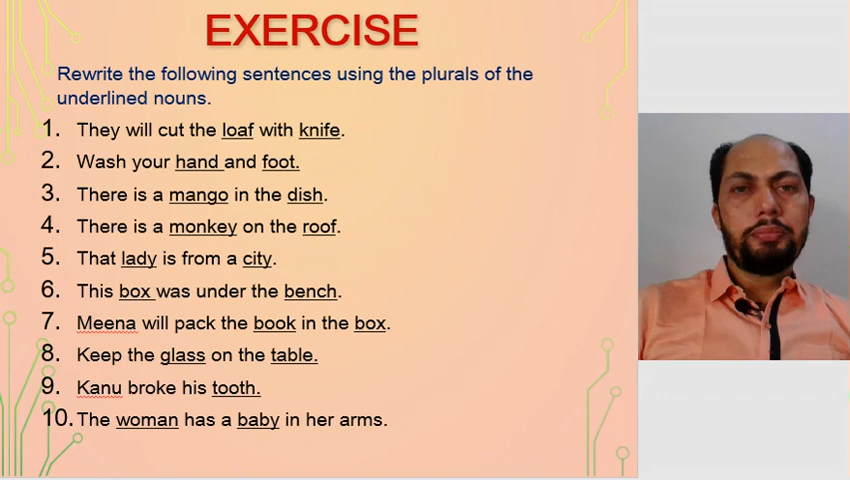 EXERCISE
Rewrite the following sentences using the plurals of the
underlined nouns.
1. They will cut the loaf with knife.
2. Wash your hand and foot.
3. There is a mango in the dish.
4. There is a monkey on the roof.
5. That lady is from a city.
6. This box was under the bench.
7. Meena will pack the book in the box.
8. Keep the glass on the table.
9. Kanu broke his tooth.
10. The woman has a baby in her arms.